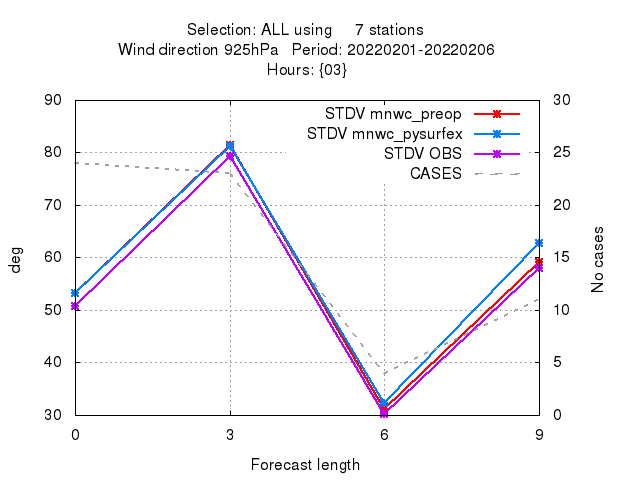 Selection: ALL using 7 stations
Wind direction 925hPa Period: 20220201-20220206
Hours: {03}
STDV mnwc_preop
STDV mnwc_pysurfex
STDV OBS
CASES
90
80
70
60
50
40
30
deg
30
25
20
15
10
5
0
No cases
0 3 6 9
Forecast length